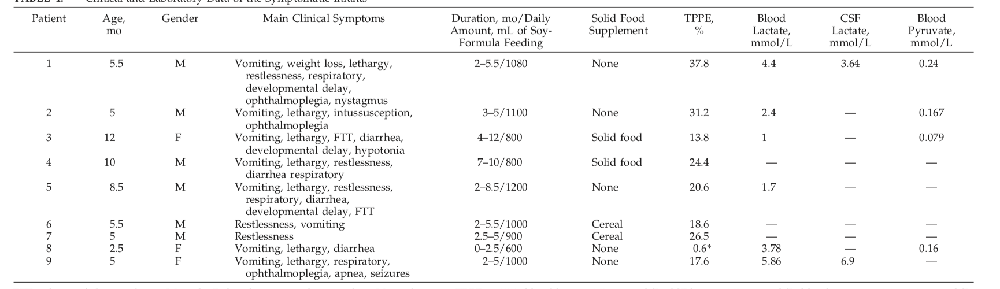 TABLE 1. Clinical and Laboratory Data of the Symptomatic Infants
Patient Age, Gender Main Clinical Symptoms Duration, mo/Daily Solid Food TPPE, Blood CSF Blood
mo Amount, mL of Soy- Supplement % Lactate, Lactate, Pyruvate,
Formula Feeding mmol/L mmol/L mmol/L
1 5.5 M Vomiting, weight loss, lethargy, 2–5.5/1080 None 37.8 4.4 3.64 0.24
restlessness, respiratory,
developmental delay,
ophthalmoplegia, nystagmus
2 5 M Vomiting, lethargy, intussusception, 3–5/1100 None 31.2 2.4 — 0.167
ophthalmoplegia
3 12 F Vomiting, lethargy, FTT, diarrhea, 4–12/800 Solid food 13.8 1 — 0.079
developmental delay, hypotonia
4 10 M Vomiting, lethargy, restlessness, 7–10/800 Solid food 24.4 — — —
diarrhea respiratory
5 8.5 M Vomiting, lethargy, restlessness, 2–8.5/1200 None 20.6 1.7 — —
respiratory, diarrhea,
developmental delay, FTT
6 5.5 M Restlessness, vomiting 2–5.5/1000 Cereal 18.6 — — —
7 5 M Restlessness 2.5–5/900 Cereal 26.5 — — —
8 2.5 F Vomiting, lethargy, diarrhea 0–2.5/600 None 0.6* 3.78 — 0.16
9 5 F Vomiting, lethargy, respiratory, 2–5/1000 None 17.6 5.86 6.9 —
ophthalmoplegia, apnea, seizures